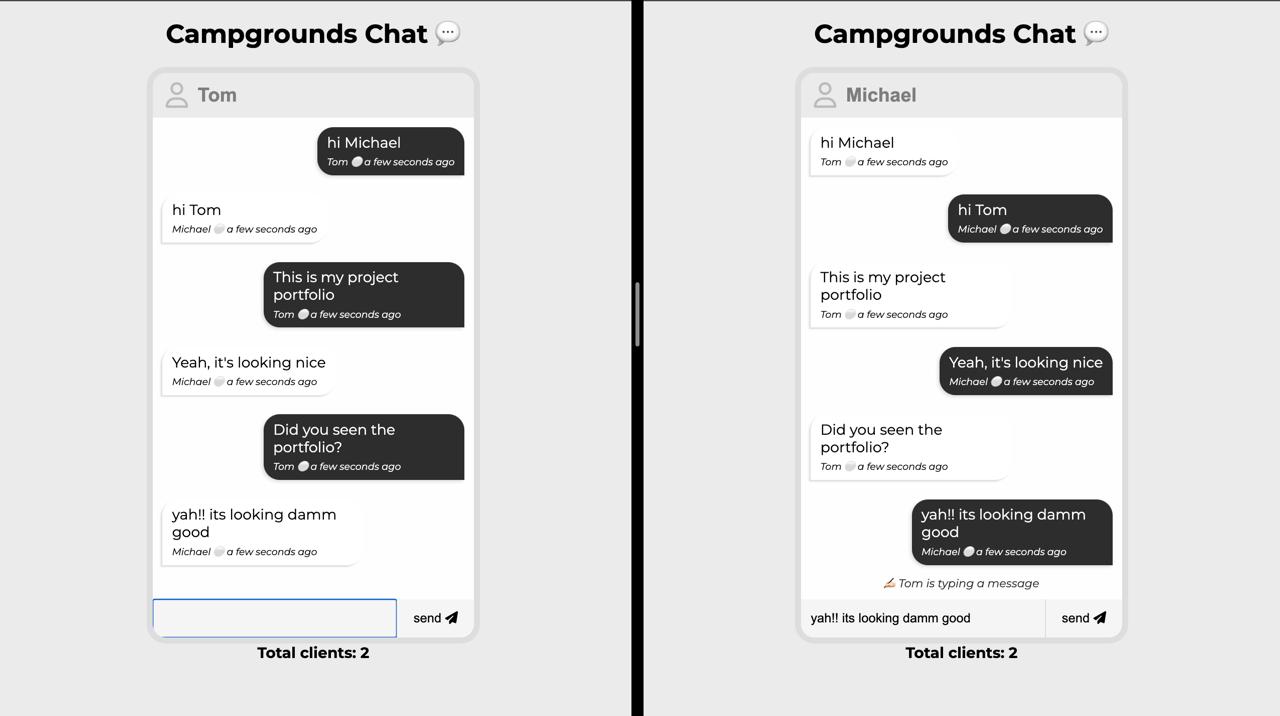 Campgrounds Chat 💬
Tom
hi Michael
Tom ⚪ a few seconds ago
hi Tom
Michael ⚪ a few seconds ago
This is my project
portfolio
Tom ⚪ a few seconds ago
Yeah, it's looking nice
Michael ⚪ a few seconds ago
Did you seen the
portfolio?
Tom ⚪ a few seconds ago
yah!! its looking damm
good
Michael ⚪ a few seconds ago
send
Total clients: 2
Campgrounds Chat 💬
Michael
hi Michael
Tom ⚪ a few seconds ago
hi Tom
Michael ⚪ a few seconds ago
This is my project
portfolio
Tom ⚪ a few seconds ago
Yeah, it's looking nice
Michael ⚪ a few seconds ago
Did you seen the
portfolio?
Tom ⚪ a few seconds ago
yah!! its looking damm
good
Michael ⚪ a few seconds ago
✍️ Tom is typing a message
yah!! its looking damm good send
Total clients: 2